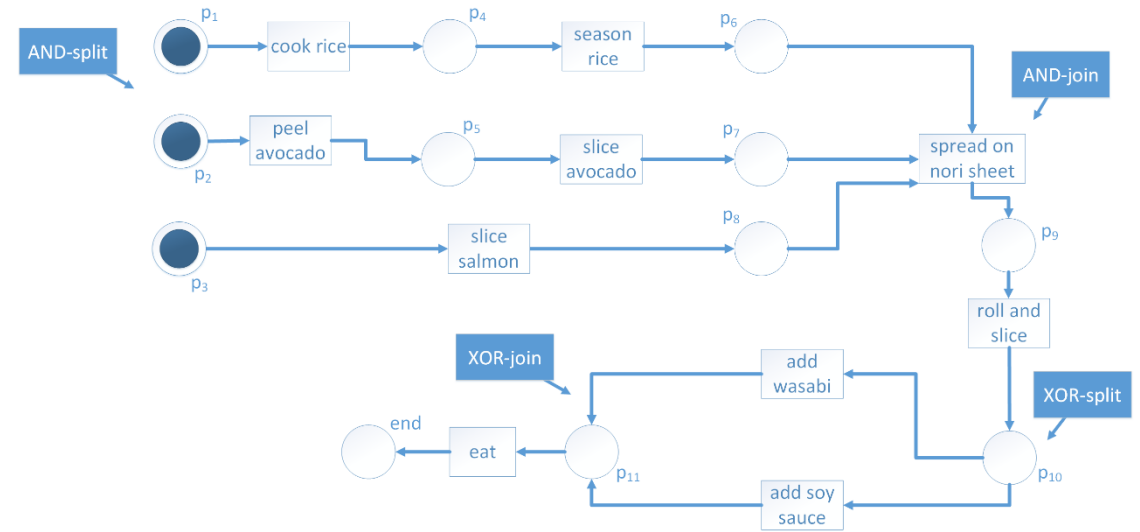 p₁
cook rice
p₄
season
rice
p₆
AND-split
AND-join
peel
avocado
p₂
p₅
slice
avocado
p₇
spread on
nori sheet
p₃
slice
salmon
p₈
p₉
roll and
slice
XOR-join
add
wasabi
XOR-split
end
eat
p₁₁
add soy
sauce
p₁₀